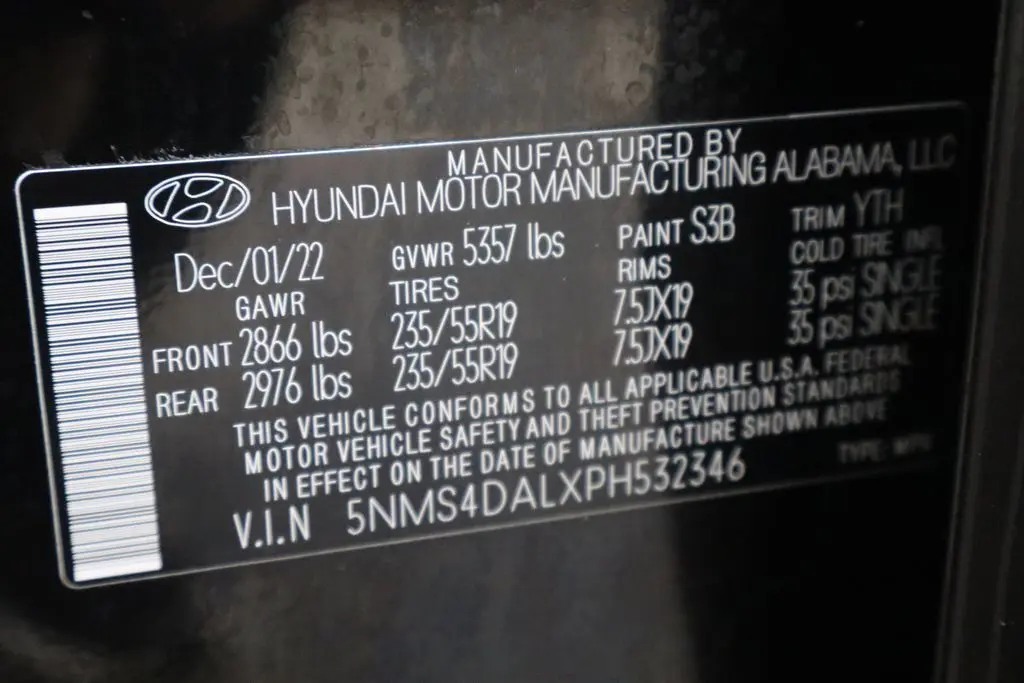 MANUFACTURED BY
HYUNDAI MOTOR MANUFACTURING ALABAMA, LLC
Dec/01/22 GVWR 5357 lbs PAINT S3B TRIM YTH
GAWR TIRES RIMS COLD TIRE INFL
FRONT 2866 lbs 235/55R19 7.5JX19 35 psi SINGLE
REAR 2976 lbs 235/55R19 7.5JX19 35 psi SINGLE
THIS VEHICLE CONFORMS TO ALL APPLICABLE U.S.A. FEDERAL
MOTOR VEHICLE SAFETY AND THEFT PREVENTION STANDARDS
IN EFFECT ON THE DATE OF MANUFACTURE SHOWN ABOVE
V.I.N 5NMS4DALXPH532346 TYPE: MPV